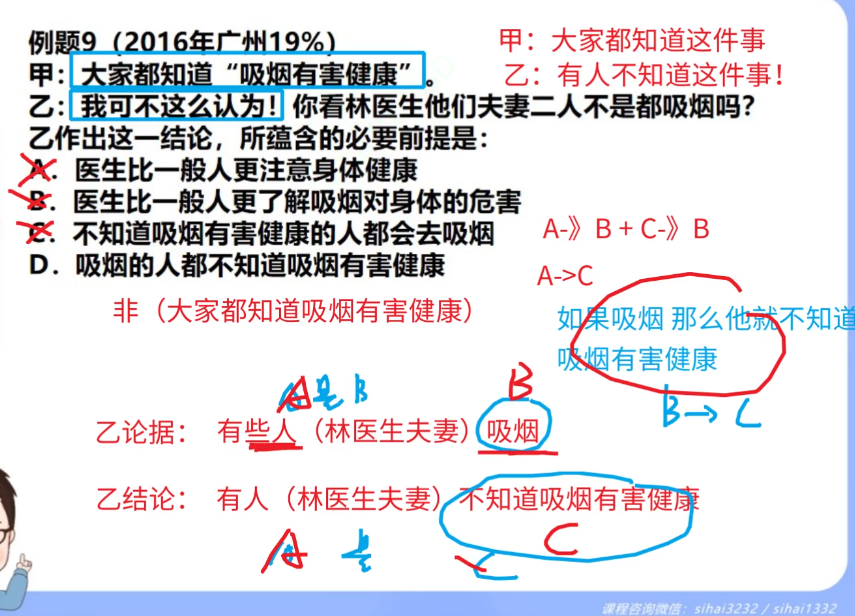 例题9（2016年广州19%）
甲：大家都知道“吸烟有害健康”。
乙：我可不这么认为！你看林医生他们夫妻二人不是都吸烟吗？
乙作出这一结论，所蕴含的必要前提是：
A．医生比一般人更注意身体健康
B．医生比一般人更了解吸烟对身体的危害
C．不知道吸烟有害健康的人都会去吸烟
D．吸烟的人都不知道吸烟有害健康
甲：大家都知道这件事
乙：有人不知道这件事！
A-》B + C-》B
A->C
非（大家都知道吸烟有害健康）
如果吸烟 那么他就不知道
吸烟有害健康
B→C
A是B
B
乙论据： 有些人（林医生夫妻）吸烟
乙结论： 有人（林医生夫妻）不知道吸烟有害健康
A 是 C
C
课程咨询微信：sihai3232 / sihai1332